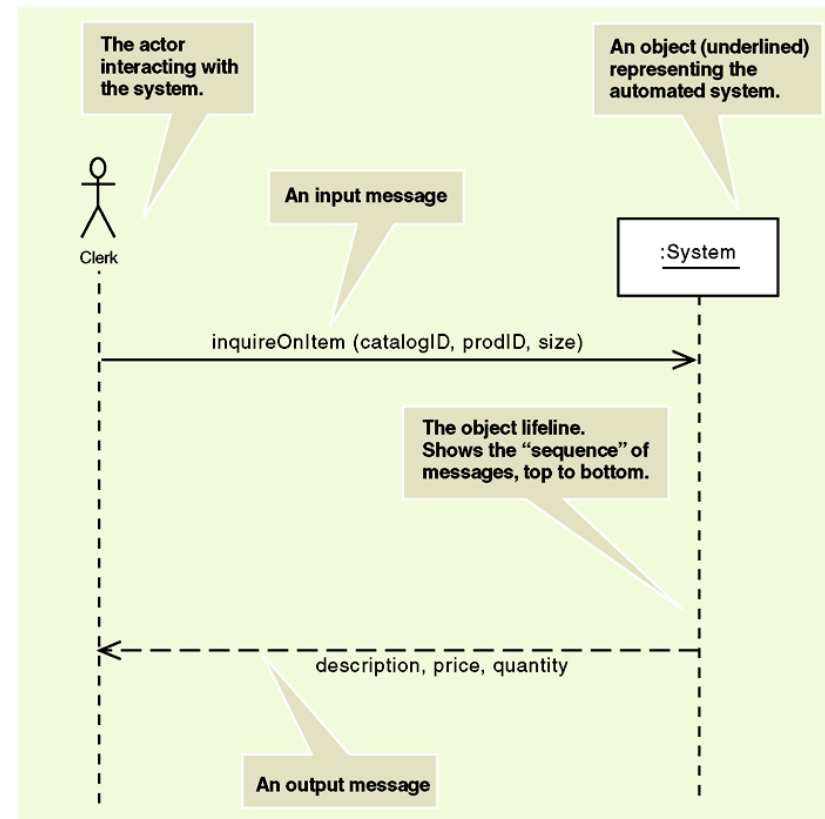 The actor
interacting with
the system.
An object (underlined)
representing the
automated system.
An input message
Clerk
:System
inquireOnItem (catalogID, prodID, size)
The object lifeline.
Shows the “sequence” of
messages, top to bottom.
description, price, quantity
An output message